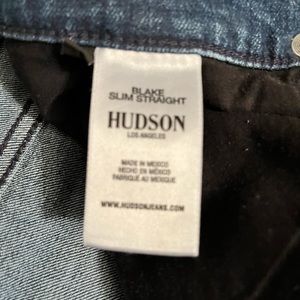 BLAKE
SLIM STRAIGHT
HUDSON
LOS ANGELES
MADE IN MEXICO
HECHO EN MÉXICO
FABRIQUÉ AU MEXIQUE
WWW.HUDSONJEANS.COM